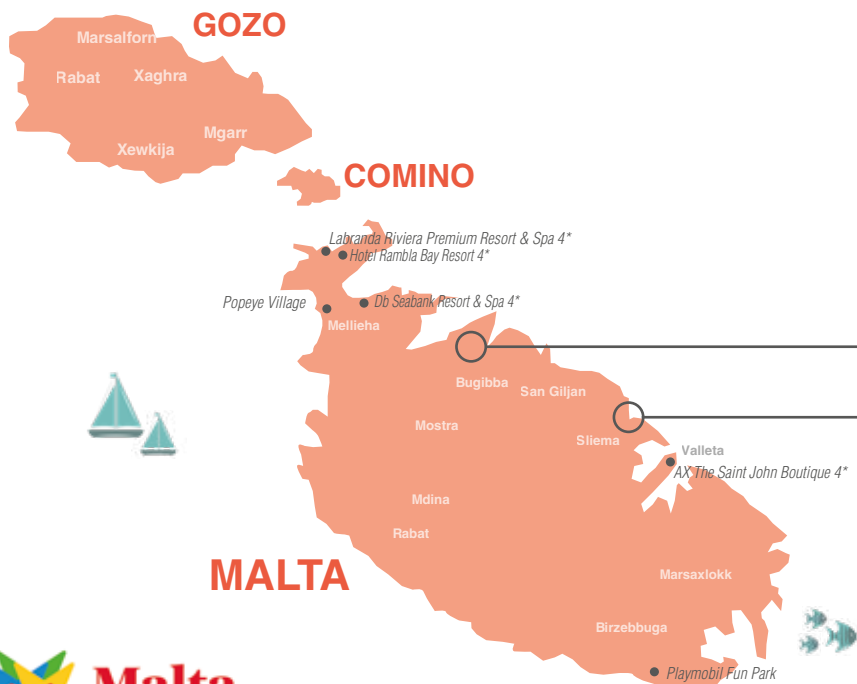 GOZO
Marsalforn
Rabat
Xaghra
Mgarr
Xewkija
COMINO
Labranda Riviera Premium Resort & Spa 4*
Hotel Rambla Bay Resort 4*
Popeye Village
Db Seabank Resort & Spa 4*
Mellieha
Bugibba
San Giljan
Mostra
Sliema
Valleta
AX The Saint John Boutique 4*
Mdina
Rabat
MALTA
Marsaxlokk
Birzebbuga
Playmobil Fun Park
Malta